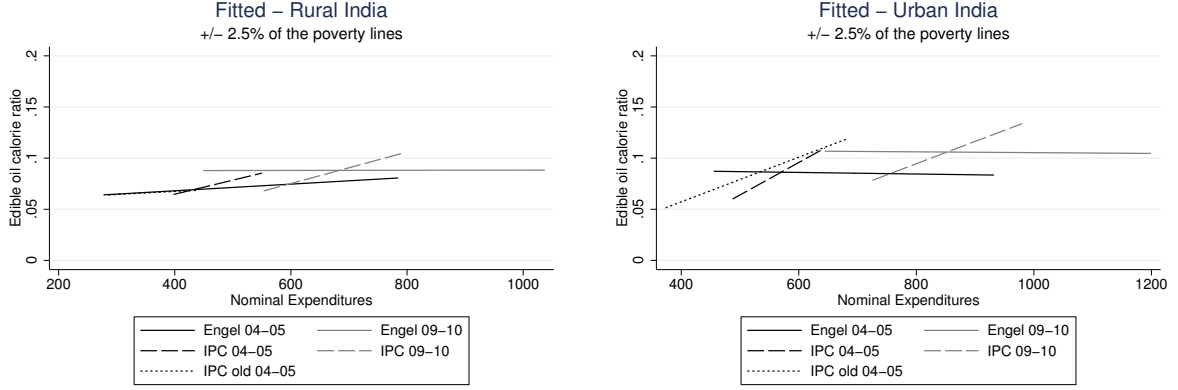 Fitted − Rural India
+/− 2.5% of the poverty lines
Edible oil calorie ratio
.2
.15
.1
.05
0
200 400 600 800 1000
Nominal Expenditures
Engel 04−05 Engel 09−10
IPC 04−05 IPC 09−10
IPC old 04−05
Fitted − Urban India
+/− 2.5% of the poverty lines
Edible oil calorie ratio
.2
.15
.1
.05
0
400 600 800 1000 1200
Nominal Expenditures
Engel 04−05 Engel 09−10
IPC 04−05 IPC 09−10
IPC old 04−05